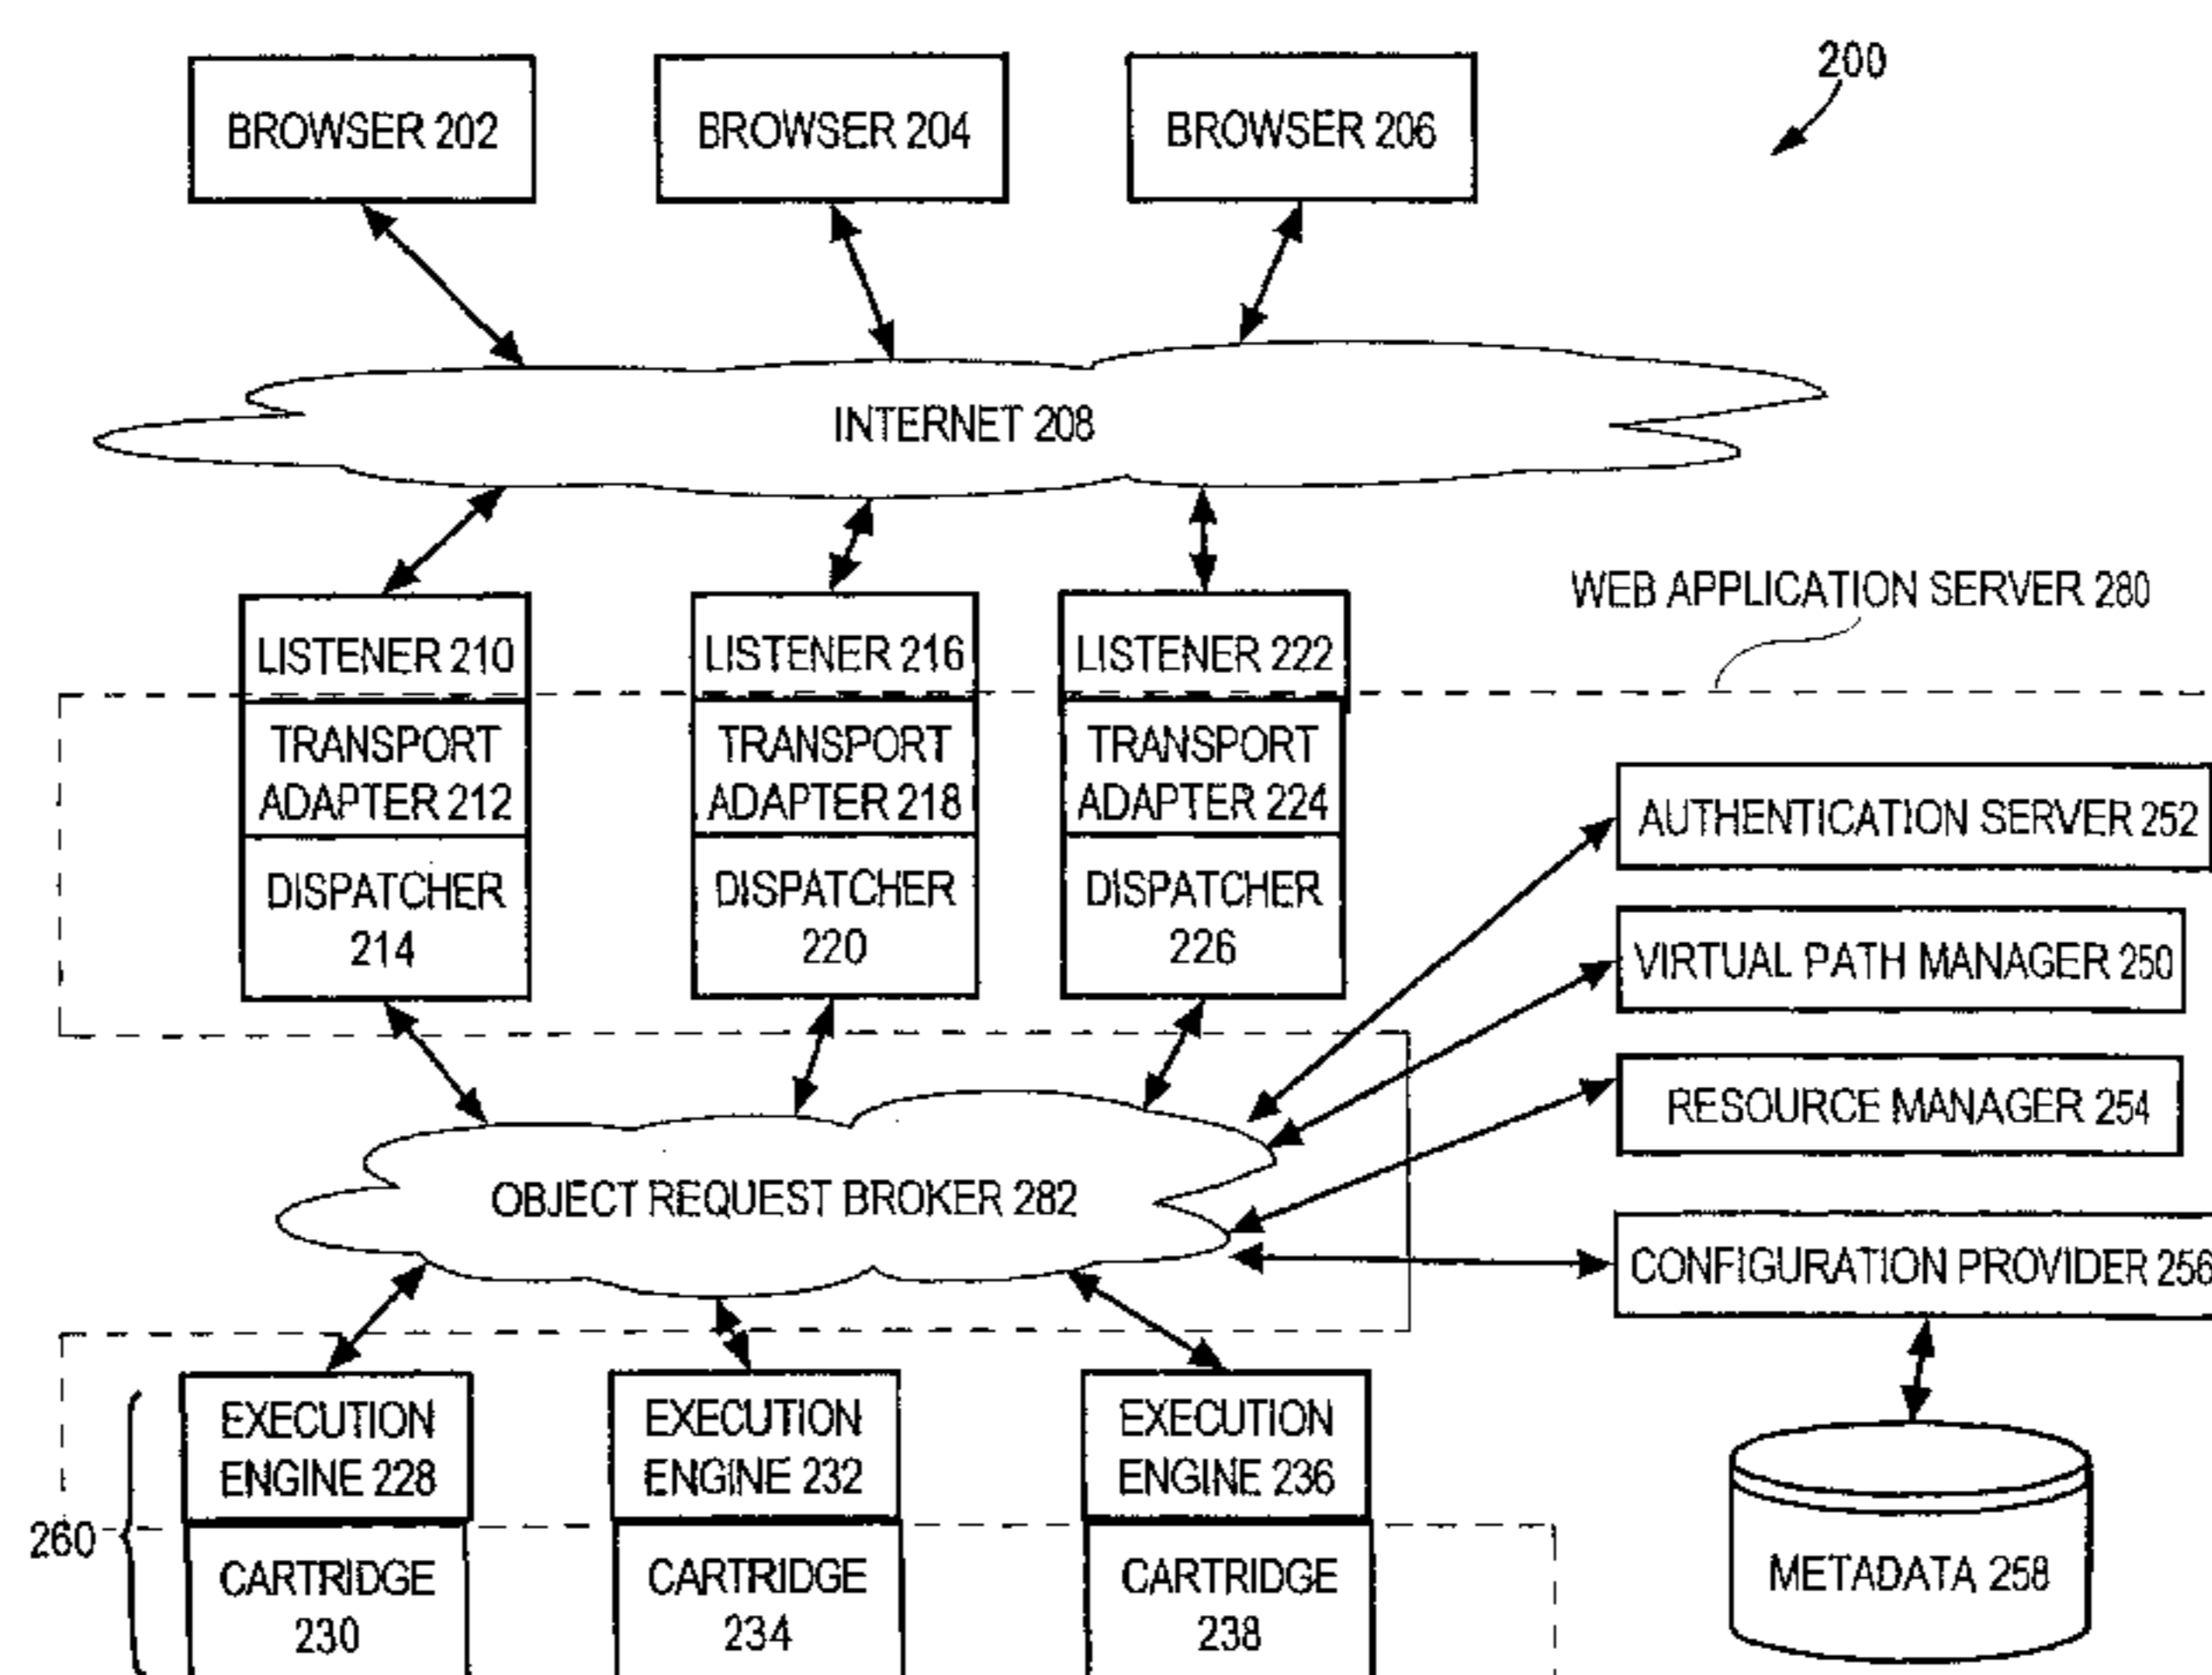 200
BROWSER 202
BROWSER 204
BROWSER 206
INTERNET 208
WEB APPLICATION SERVER 280
LISTENER 210
TRANSPORT
ADAPTER 212
DISPATCHER
214
LISTENER 216
TRANSPORT
ADAPTER 218
DISPATCHER
220
LISTENER 222
TRANSPORT
ADAPTER 224
DISPATCHER
226
AUTHENTICATION SERVER 252
VIRTUAL PATH MANAGER 250
RESOURCE MANAGER 254
CONFIGURATION PROVIDER 256
OBJECT REQUEST BROKER 282
260
EXECUTION
ENGINE 228
CARTRIDGE
230
EXECUTION
ENGINE 232
CARTRIDGE
234
EXECUTION
ENGINE 236
CARTRIDGE
238
METADATA 258